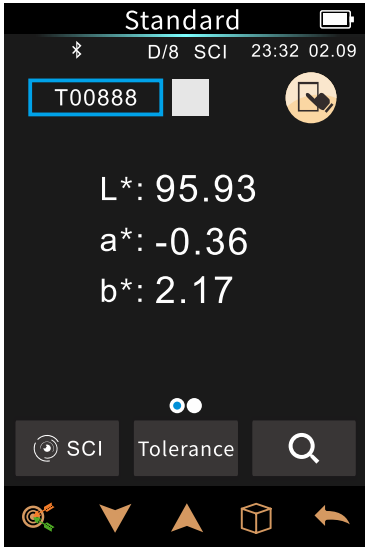 Standard
D/8 SCI 23:32 02.09
T00888
L*: 95.93
a*: -0.36
b*: 2.17
SCI Tolerance